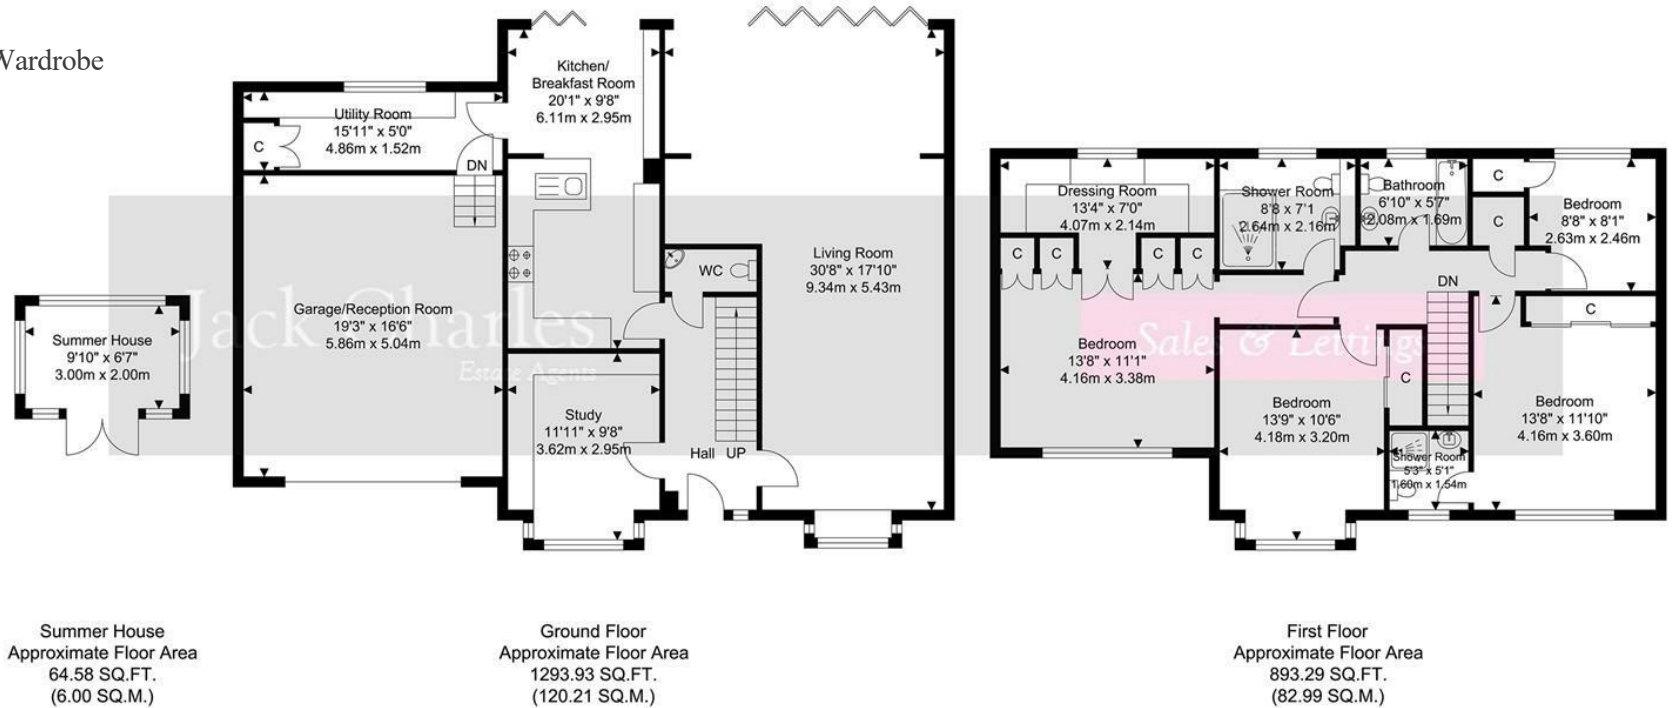 Wardrobe
Kitchen/
Breakfast Room
20'1" x 9'8"
6.11m x 2.95m
Utility Room
15'11" x 5'0"
4.86m x 1.52m
C
DN
Garage/Reception Room
19'3" x 16'6"
5.86m x 5.04m
Summer House
9'10" x 6'7"
3.00m x 2.00m
Study
11'11" x 9'8"
3.62m x 2.95m
WC
Hall UP
Living Room
30'8" x 17'10"
9.34m x 5.43m
Dressing Room
13'4" x 7'0"
4.07m x 2.14m
C
C
C
C
Shower Room
8'8 x 7'1
2.64m x 2.16m
Bathroom
6'10" x 5'7"
2.08m x 1.69m
C
C
Bedroom
8'8" x 8'1"
2.63m x 2.46m
DN
C
Bedroom
13'8" x 11'1"
4.16m x 3.38m
Bedroom
13'9" x 10'6"
4.18m x 3.20m
C
Bedroom
13'8" x 11'10"
4.16m x 3.60m
Shower Room
5'3" x 5'1"
1.60m x 1.54m
Jack Charles
Estate Agents
Sales & Lettings
Summer House
Approximate Floor Area
64.58 SQ.FT.
(6.00 SQ.M.)
Ground Floor
Approximate Floor Area
1293.93 SQ.FT.
(120.21 SQ.M.)
First Floor
Approximate Floor Area
893.29 SQ.FT.
(82.99 SQ.M.)